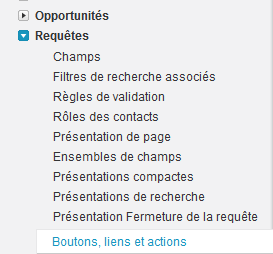 Opportunités
Requêtes
Champs
Filtres de recherche associés
Règles de validation
Rôles des contacts
Présentation de page
Ensembles de champs
Présentations compactes
Présentations de recherche
Présentation Fermeture de la requête
Boutons, liens et actions